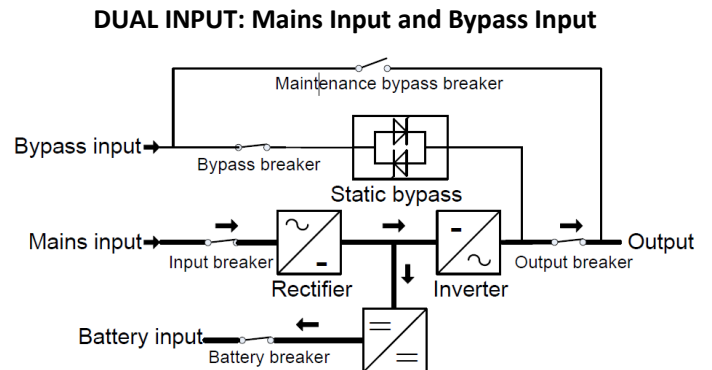 DUAL INPUT: Mains Input and Bypass Input
Maintenance bypass breaker
Bypass input
Bypass breaker
Static bypass
Mains input
Output
Input breaker
Output breaker
Rectifier
Inverter
Battery input
Battery breaker